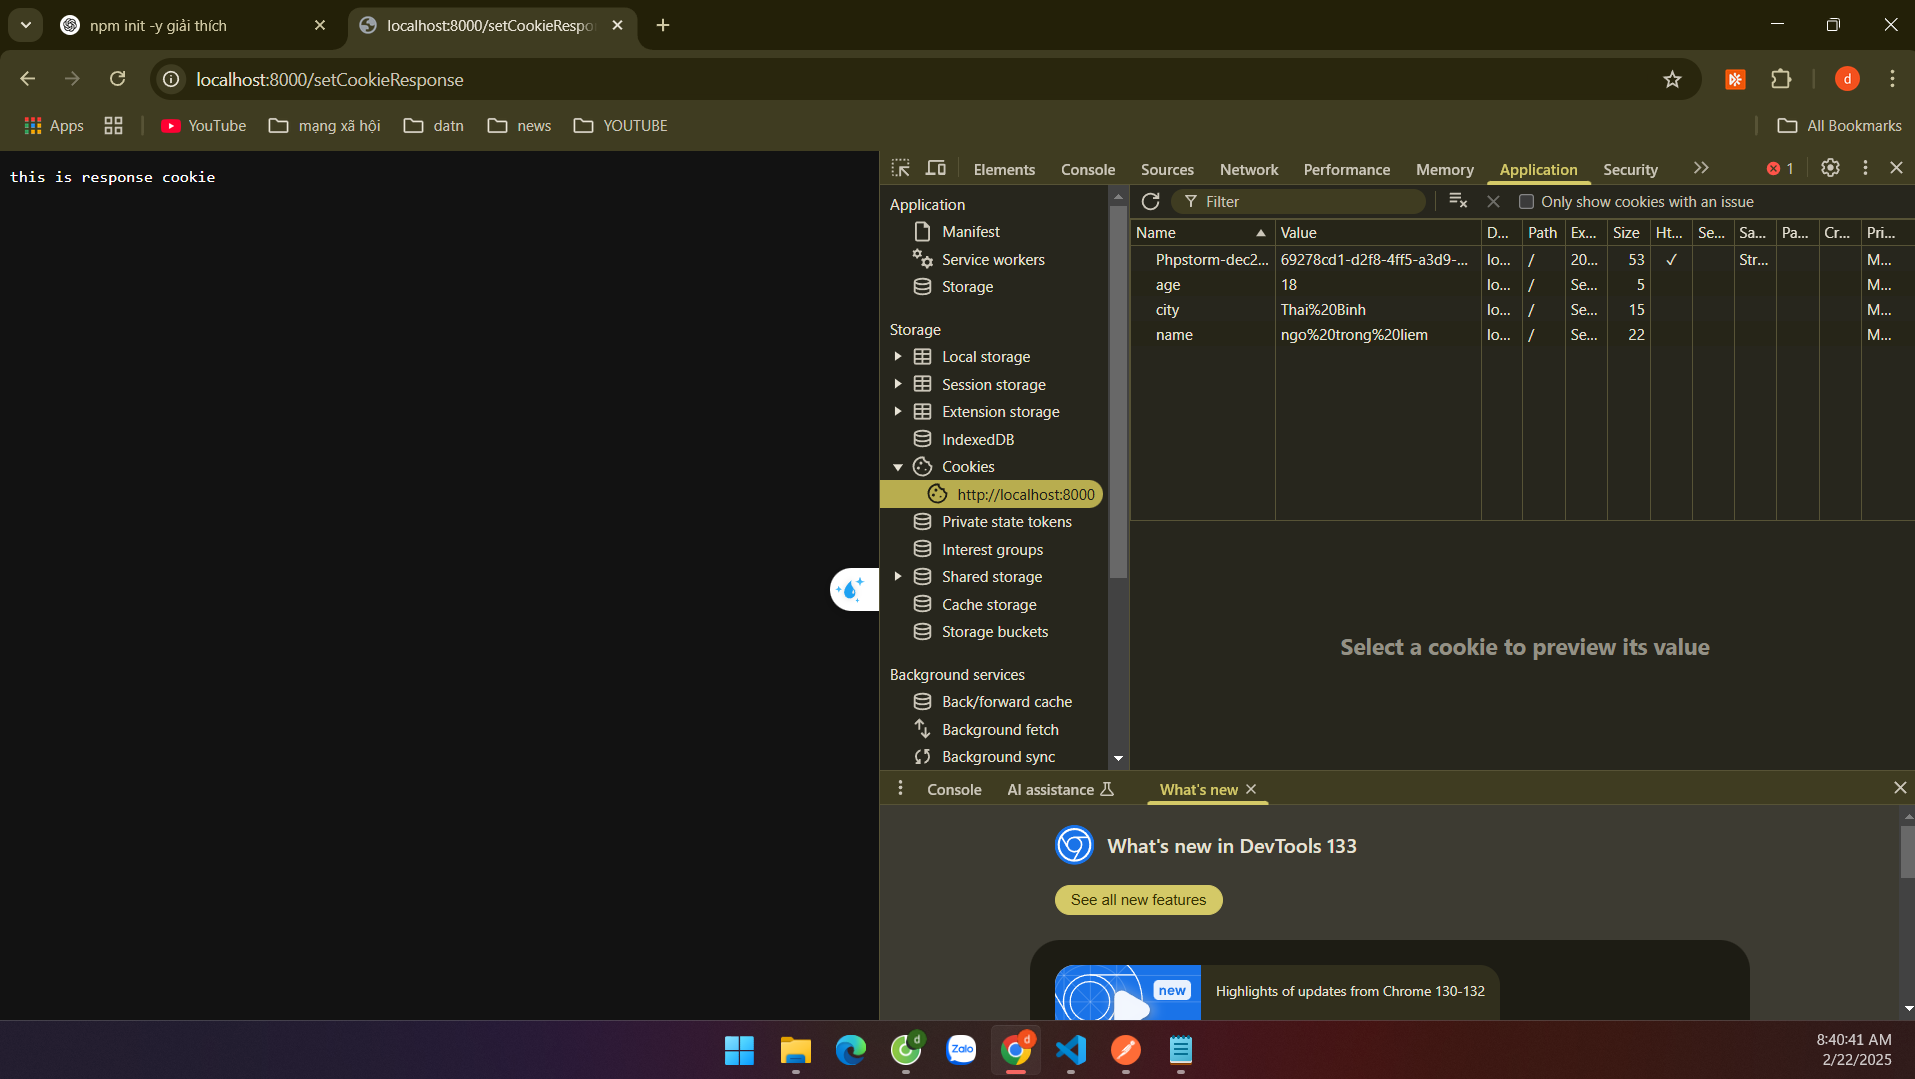 npm init -y giải thích
localhost:8000/setCookieRespo
localhost:8000/setCookieResponse
d
Apps
YouTube
mạng xã hội
datn
news
YOUTUBE
All Bookmarks
this is response cookie
Elements Console Sources Network Performance Memory Application Security 1
Application
Manifest
Service workers
Storage
Storage
Local storage
Session storage
Extension storage
IndexedDB
Cookies
http://localhost:8000
Private state tokens
Interest groups
Shared storage
Cache storage
Storage buckets
Background services
Back/forward cache
Background fetch
Background sync
Filter Only show cookies with an issue
Name Value D... Path Ex... Size Ht... Se... Sa... Pa... Cr... Pri...
Phpstorm-dec2... 69278cd1-d2f8-4ff5-a3d9-... lo... / 20... 53 ✓ Str... M...
age 18 lo... / Se... 5 M...
city Thai%20Binh lo... / Se... 15 M...
name ngo%20trong%20liem lo... / Se... 22 M...
Select a cookie to preview its value
Console AI assistance What's new
What's new in DevTools 133
See all new features
new
Highlights of updates from Chrome 130-132
d
Zalo
d
8:40:41 AM
2/22/2025